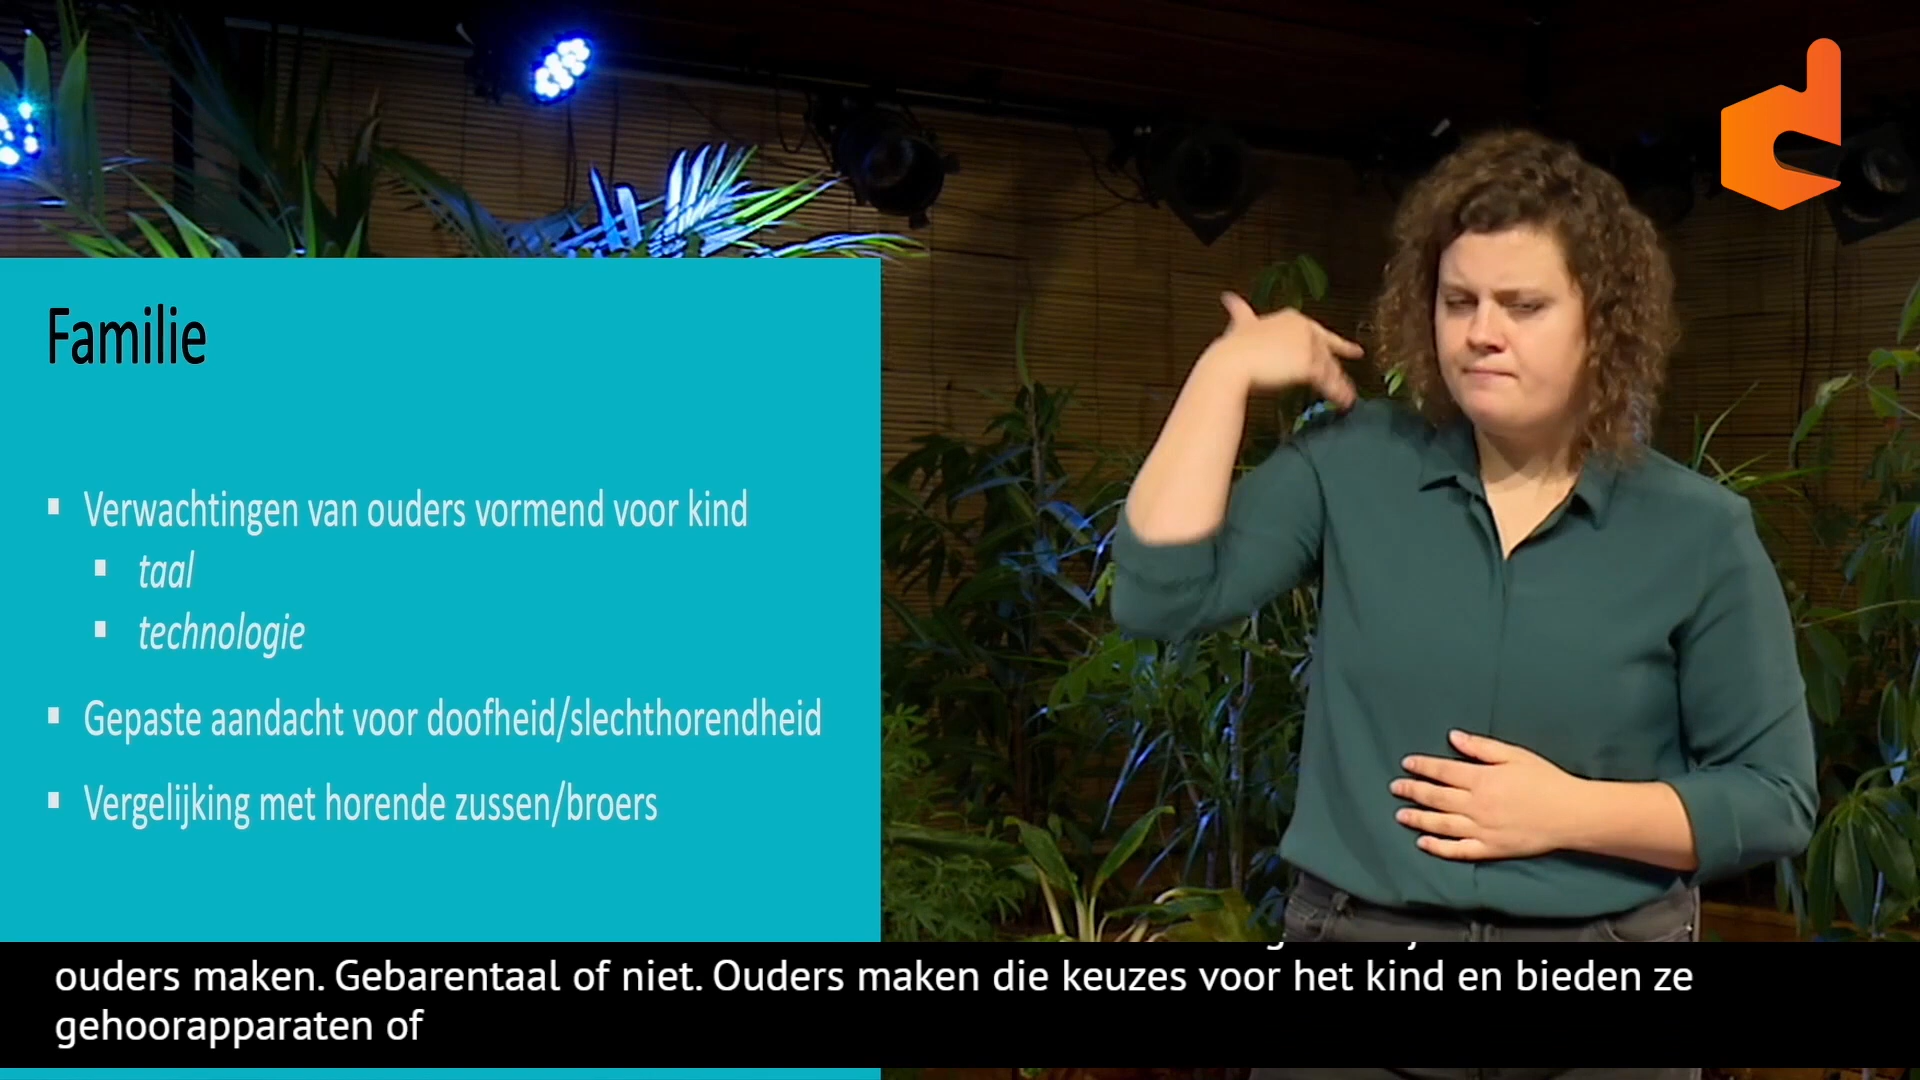 Familie
Verwachtingen van ouders vormend voor kind
taal
technologie
Gepaste aandacht voor doofheid/slechthorendheid
Vergelijking met horende zussen/broers
ouders maken. Gebarentaal of niet. Ouders maken die keuzes voor het kind en bieden ze
gehoorapparaten of